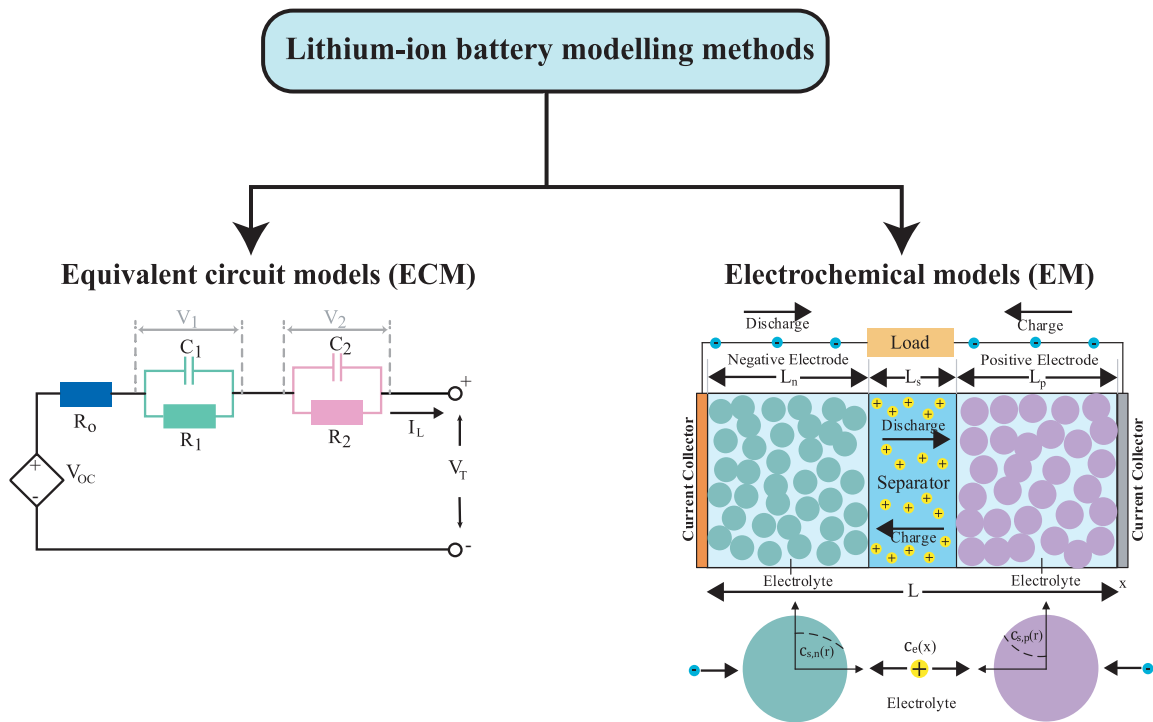 Lithium-ion battery modelling methods
Equivalent circuit models (ECM)
V1
V2
C1
C2
Ro
R1
R2
IL
+
VT
-
+
-
VOC
Electrochemical models (EM)
Discharge
Charge
- - - Load - - -
Negative Electrode
Positive Electrode
Ln
Ls
Lp
Current Collector
Discharge
Separator
Charge
Current Collector
Electrolyte
Electrolyte
L
x
cs,n(r)
ce(x)
cs,p(r)
- + -
Electrolyte